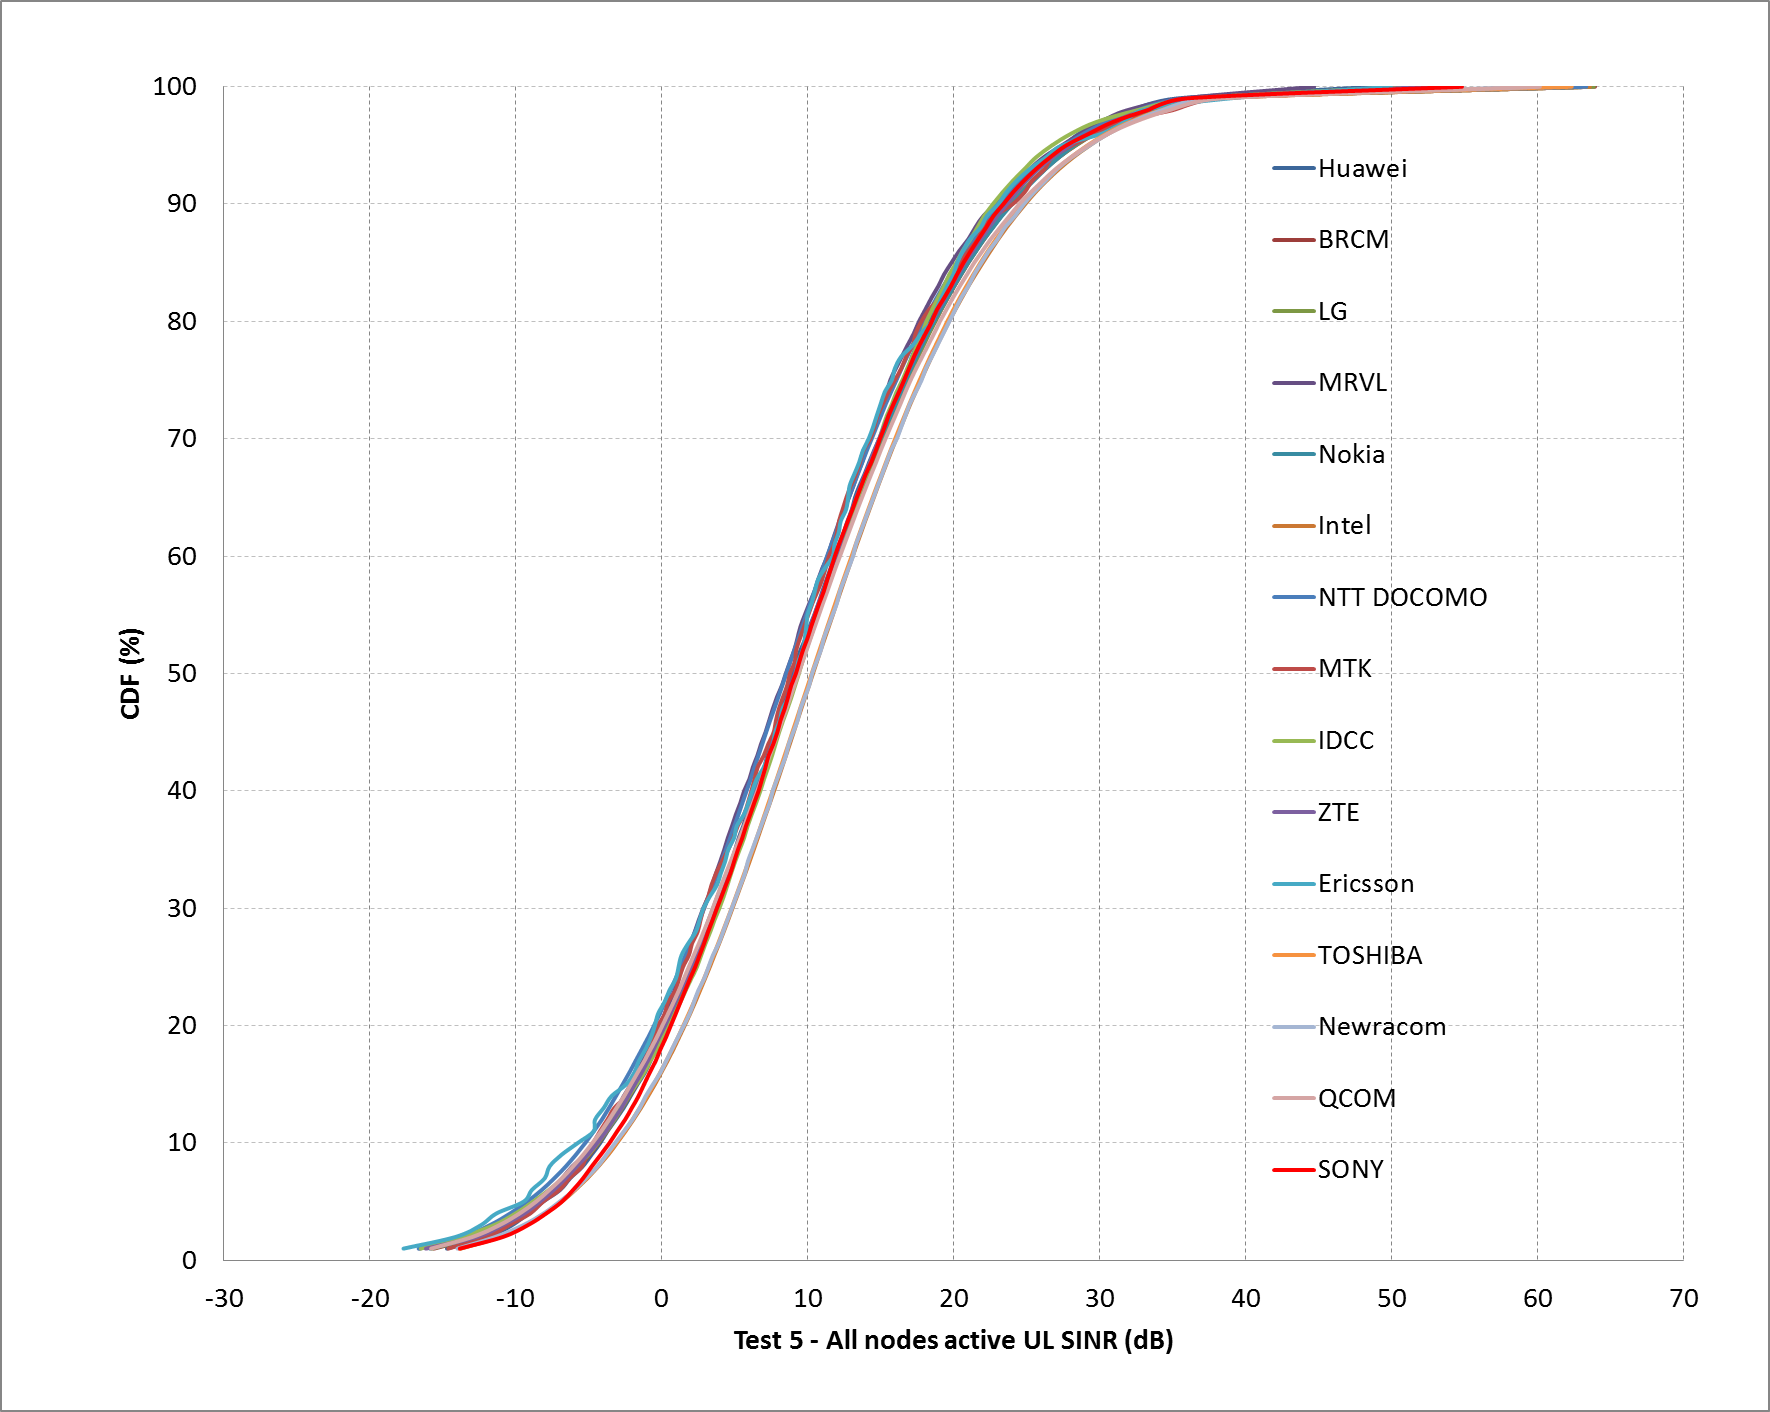 100
90
80
70
60
50
40
30
20
10
0
CDF (%)
-30 -20 -10 0 10 20 30 40 50 60 70
Test 5 - All nodes active UL SINR (dB)
Huawei
BRCM
LG
MRVL
Nokia
Intel
NTT DOCOMO
MTK
IDCC
ZTE
Ericsson
TOSHIBA
Newracom
QCOM
SONY